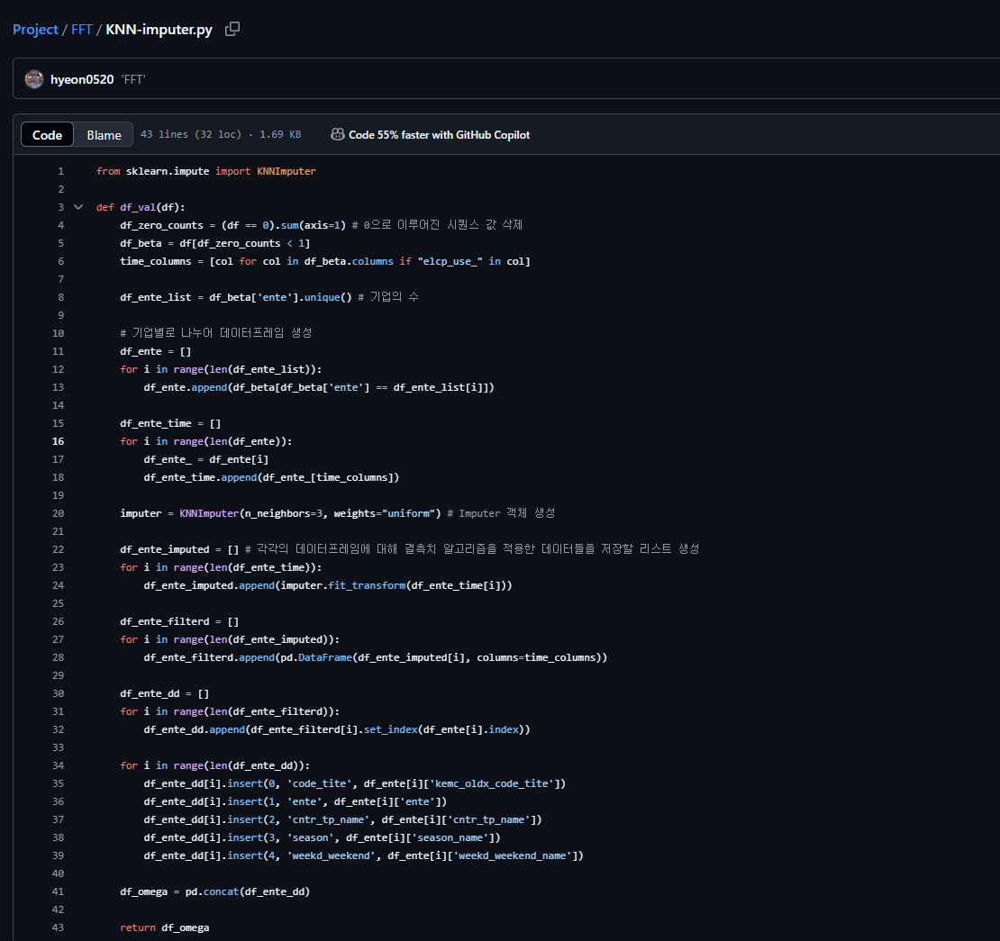 Project / FFT / KNN-imputer.py
hyeon0520 'FFT'
Code Blame 43 lines (32 loc) · 1.69 KB Code 55% faster with GitHub Copilot
1 from sklearn.impute import KNNImputer
2
3 def df_val(df):
4 df_zero_counts = (df == 0).sum(axis=1) # 0으로 이루어진 시퀀스 값 삭제
5 df_beta = df[df_zero_counts < 1]
6 time_columns = [col for col in df_beta.columns if "elcp_use_" in col]
7
8 df_ente_list = df_beta['ente'].unique() # 기업의 수
9
10 # 기업별로 나누어 데이터프레임 생성
11 df_ente = []
12 for i in range(len(df_ente_list)):
13 df_ente.append(df_beta[df_beta['ente'] == df_ente_list[i]])
14
15 df_ente_time = []
16 for i in range(len(df_ente)):
17 df_ente_ = df_ente[i]
18 df_ente_time.append(df_ente_[time_columns])
19
20 imputer = KNNImputer(n_neighbors=3, weights="uniform") # Imputer 객체 생성
21
22 df_ente_imputed = [] # 각각의 데이터프레임에 대해 결측치 알고리즘을 적용한 데이터들을 저장할 리스트 생성
23 for i in range(len(df_ente_time)):
24 df_ente_imputed.append(imputer.fit_transform(df_ente_time[i]))
25
26 df_ente_filterd = []
27 for i in range(len(df_ente_imputed)):
28 df_ente_filterd.append(pd.DataFrame(df_ente_imputed[i], columns=time_columns))
29
30 df_ente_dd = []
31 for i in range(len(df_ente_filterd)):
32 df_ente_dd.append(df_ente_filterd[i].set_index(df_ente[i].index))
33
34 for i in range(len(df_ente_dd)):
35 df_ente_dd[i].insert(0, 'code_tite', df_ente[i]['kemc_oldx_code_tite'])
36 df_ente_dd[i].insert(1, 'ente', df_ente[i]['ente'])
37 df_ente_dd[i].insert(2, 'cntr_tp_name', df_ente[i]['cntr_tp_name'])
38 df_ente_dd[i].insert(3, 'season', df_ente[i]['season_name'])
39 df_ente_dd[i].insert(4, 'weekd_weekend', df_ente[i]['weekd_weekend_name'])
40
41 df_omega = pd.concat(df_ente_dd)
42
43 return df_omega